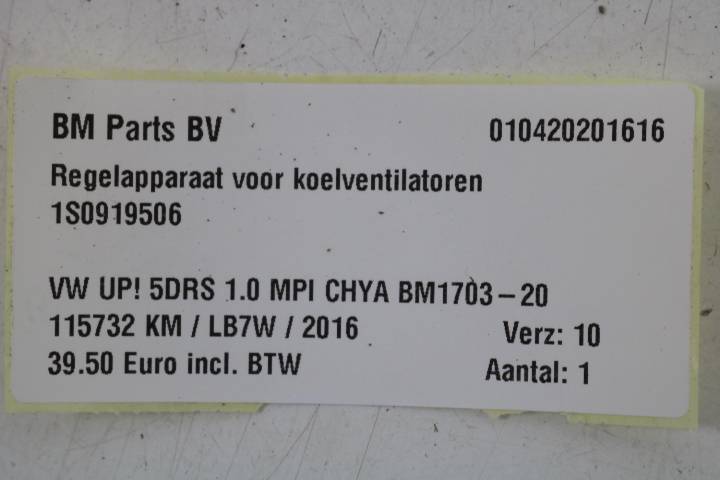 BM Parts BV 010420201616
Regelapparaat voor koelventilatoren
1S0919506
VW UP! 5DRS 1.0 MPI CHYA BM1703-20
115732 KM / LB7W / 2016 Verz: 10
39.50 Euro incl. BTW Aantal: 1